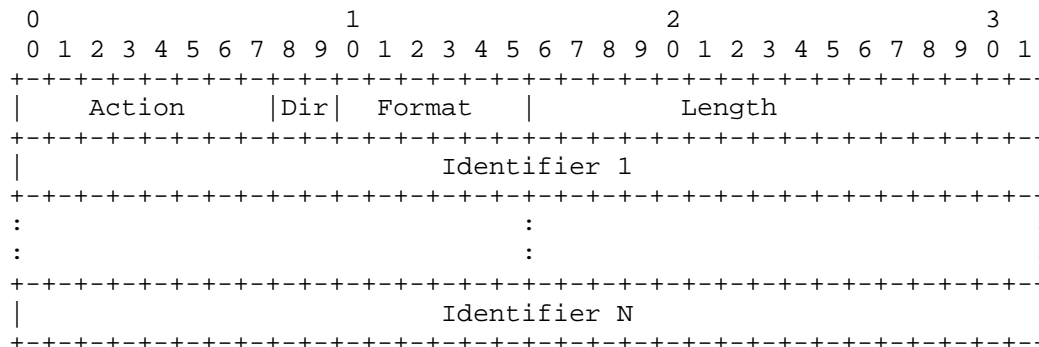 0                   1                   2                   3
 0 1 2 3 4 5 6 7 8 9 0 1 2 3 4 5 6 7 8 9 0 1 2 3 4 5 6 7 8 9 0 1
+-+-+-+-+-+-+-+-+-+-+-+-+-+-+-+-+-+-+-+-+-+-+-+-+-+-+-+-+-+-+-+-
|    Action     |Dir|  Format   |         Length
+-+-+-+-+-+-+-+-+-+-+-+-+-+-+-+-+-+-+-+-+-+-+-+-+-+-+-+-+-+-+-+-
|                          Identifier 1
+-+-+-+-+-+-+-+-+-+-+-+-+-+-+-+-+-+-+-+-+-+-+-+-+-+-+-+-+-+-+-+-
:                               :                               :
:                               :                               :
+-+-+-+-+-+-+-+-+-+-+-+-+-+-+-+-+-+-+-+-+-+-+-+-+-+-+-+-+-+-+-+-
|                          Identifier N
+-+-+-+-+-+-+-+-+-+-+-+-+-+-+-+-+-+-+-+-+-+-+-+-+-+-+-+-+-+-+-+-